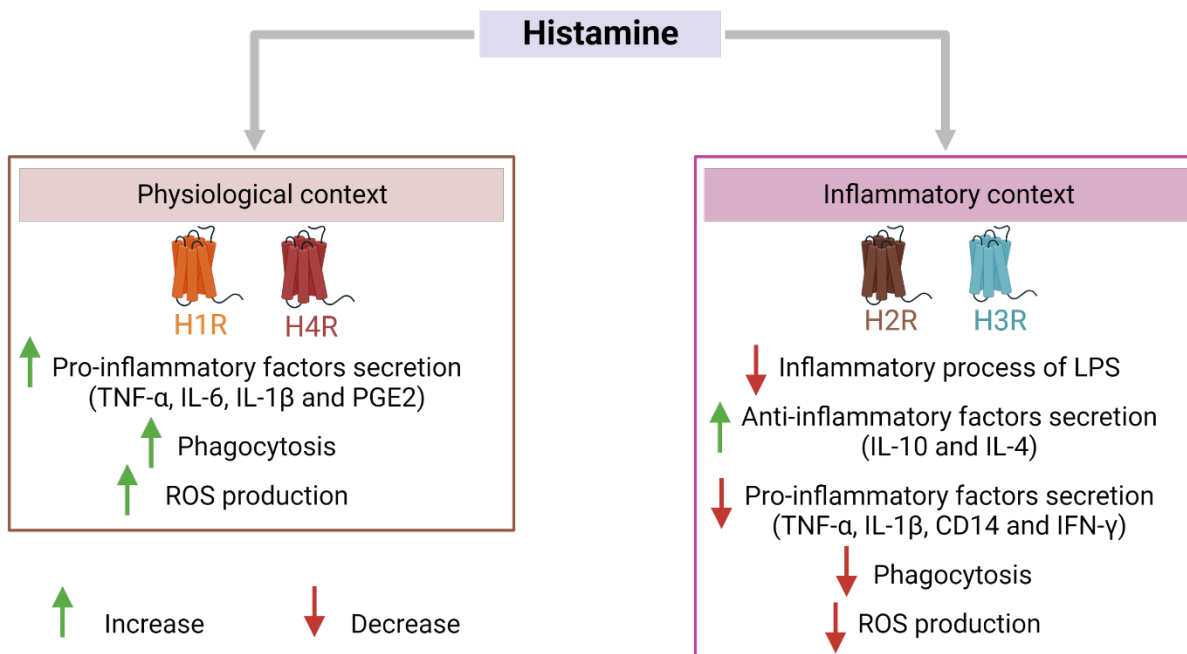 Histamine
Physiological context
H1R
H4R
Pro-inflammatory factors secretion
(TNF-α, IL-6, IL-1β and PGE2)
Phagocytosis
ROS production
Inflammatory context
H2R
H3R
Inflammatory process of LPS
Anti-inflammatory factors secretion
(IL-10 and IL-4)
Pro-inflammatory factors secretion
(TNF-α, IL-1β, CD14 and IFN-γ)
Phagocytosis
ROS production
Increase
Decrease